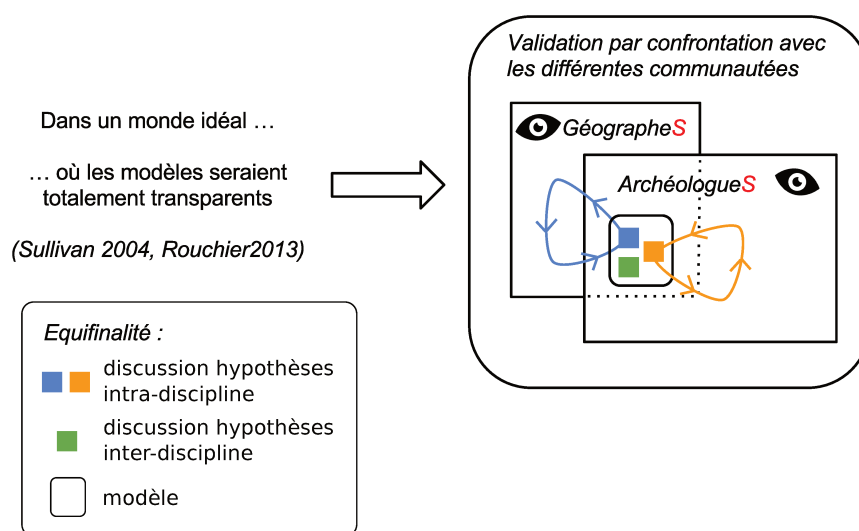 Dans un monde idéal …
… où les modèles seraient
totalement transparents
(Sullivan 2004, Rouchier2013)
Validation par confrontation avec
les différentes communautées
GéographeS
ArchéologueS
Equifinalité :
discussion hypothèses
intra-discipline
discussion hypothèses
inter-discipline
modèle